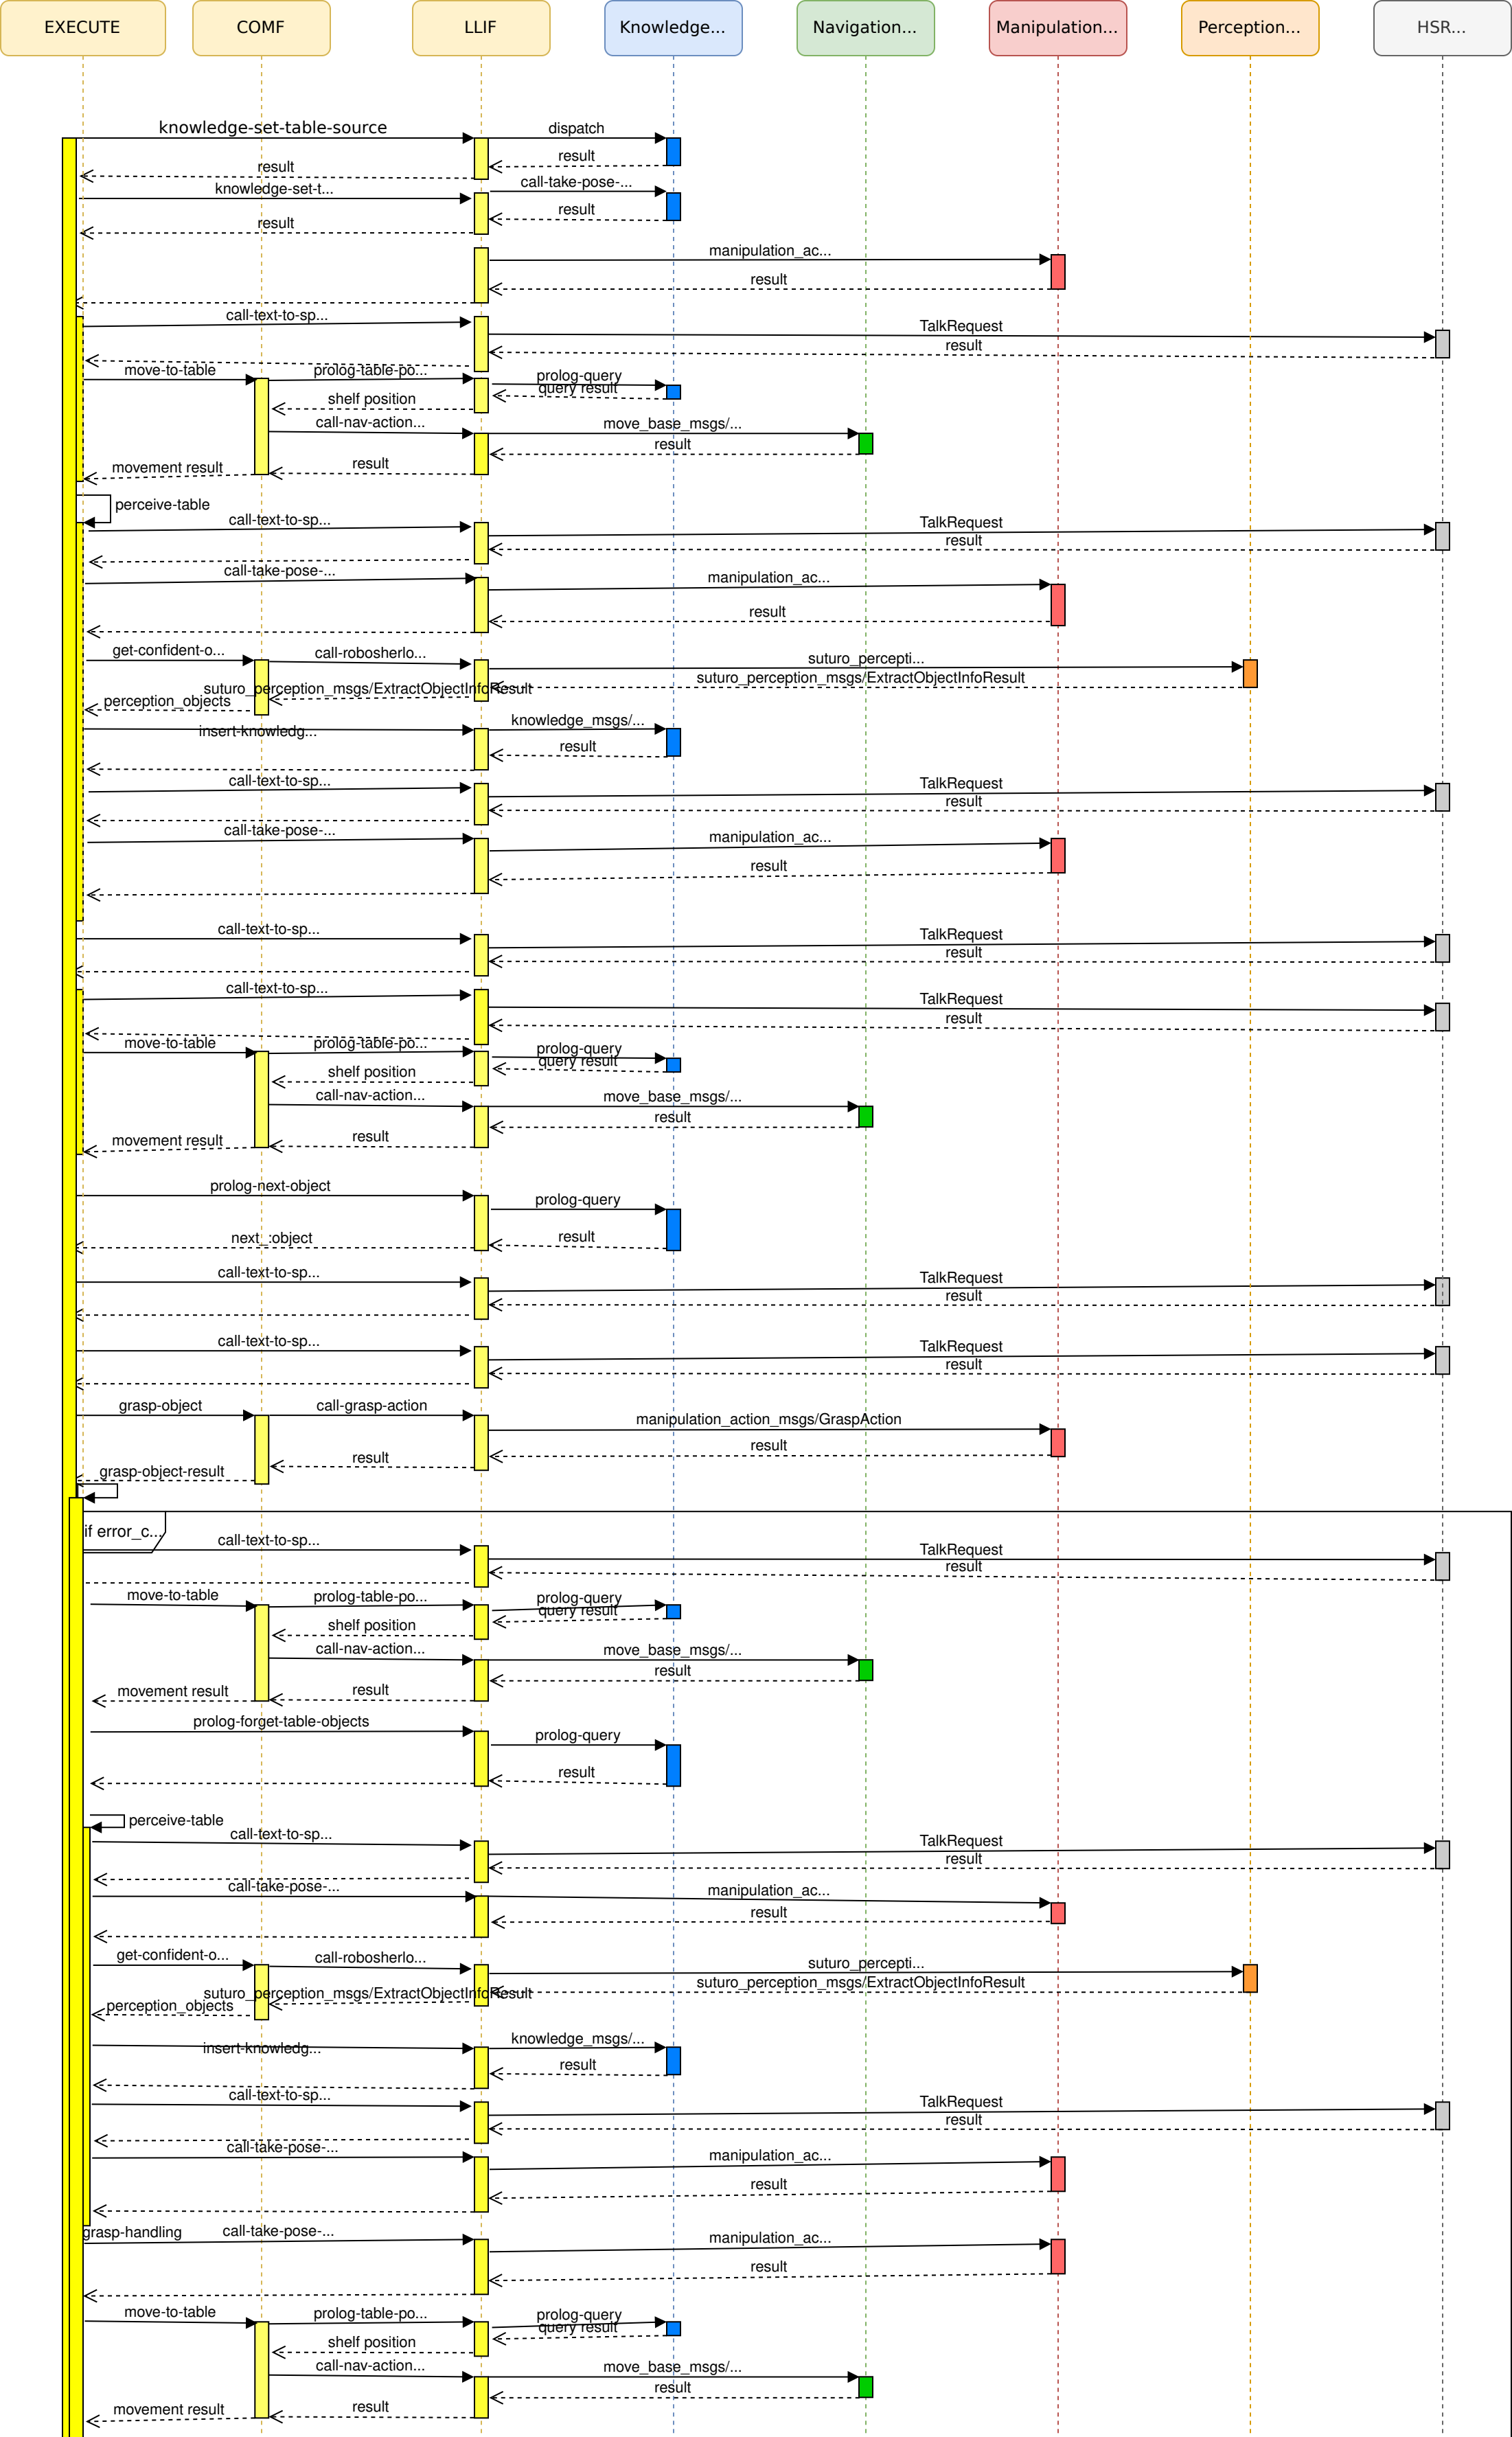 EXECUTE
COMF
LLIF
Knowledge...
Navigation...
Manipulation...
Perception...
HSR...
knowledge-set-table-source
dispatch
result
result
call-take-pose-...
knowledge-set-t...
result
result
manipulation_ac...
result
call-text-to-sp...
TalkRequest
result
move-to-table
prolog-table-po...
prolog-query
query result
shelf position
call-nav-action...
move_base_msgs/...
result
result
movement result
perceive-table
call-text-to-sp...
TalkRequest
result
call-take-pose-...
manipulation_ac...
result
get-confident-o...
call-robosherlo...
suturo_percepti...
suturo_perception_msgs/ExtractObjectInfoResult
suturo_perception_msgs/ExtractObjectInfoResult
perception_objects
knowledge_msgs/...
insert-knowledg...
result
call-text-to-sp...
TalkRequest
result
call-take-pose-...
manipulation_ac...
result
call-text-to-sp...
TalkRequest
result
call-text-to-sp...
TalkRequest
result
move-to-table
prolog-table-po...
prolog-query
query result
shelf position
call-nav-action...
move_base_msgs/...
result
result
movement result
prolog-next-object
prolog-query
result
next_:object
call-text-to-sp...
TalkRequest
result
call-text-to-sp...
TalkRequest
result
grasp-object
call-grasp-action
manipulation_action_msgs/GraspAction
result
result
grasp-object-result
if error_c...
call-text-to-sp...
TalkRequest
result
move-to-table
prolog-table-po...
prolog-query
query result
shelf position
call-nav-action...
move_base_msgs/...
result
result
movement result
prolog-forget-table-objects
prolog-query
result
perceive-table
call-text-to-sp...
TalkRequest
result
call-take-pose-...
manipulation_ac...
result
get-confident-o...
call-robosherlo...
suturo_percepti...
suturo_perception_msgs/ExtractObjectInfoResult
suturo_perception_msgs/ExtractObjectInfoResult
perception_objects
knowledge_msgs/...
insert-knowledg...
result
call-text-to-sp...
TalkRequest
result
call-take-pose-...
manipulation_ac...
result
grasp-handling
call-take-pose-...
manipulation_ac...
result
move-to-table
prolog-table-po...
prolog-query
query result
shelf position
call-nav-action...
move_base_msgs/...
result
result
movement result